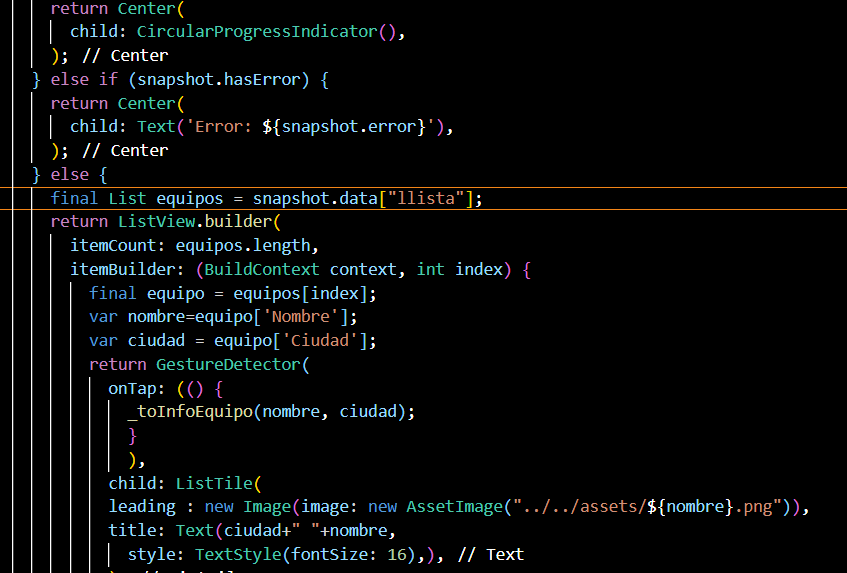 return Center(
child: CircularProgressIndicator(),
); // Center
} else if (snapshot.hasError) {
return Center(
child: Text('Error: ${snapshot.error}'),
); // Center
} else {
final List equipos = snapshot.data["llista"];
return ListView.builder(
itemCount: equipos.length,
itemBuilder: (BuildContext context, int index) {
final equipo = equipos[index];
var nombre=equipo['Nombre'];
var ciudad = equipo['Ciudad'];
return GestureDetector(
onTap: (() {
_toInfoEquipo(nombre, ciudad);
}
),
child: ListTile(
leading : new Image(image: new AssetImage("../../assets/${nombre}.png")),
title: Text(ciudad+" "+nombre,
style: TextStyle(fontSize: 16),), // Text